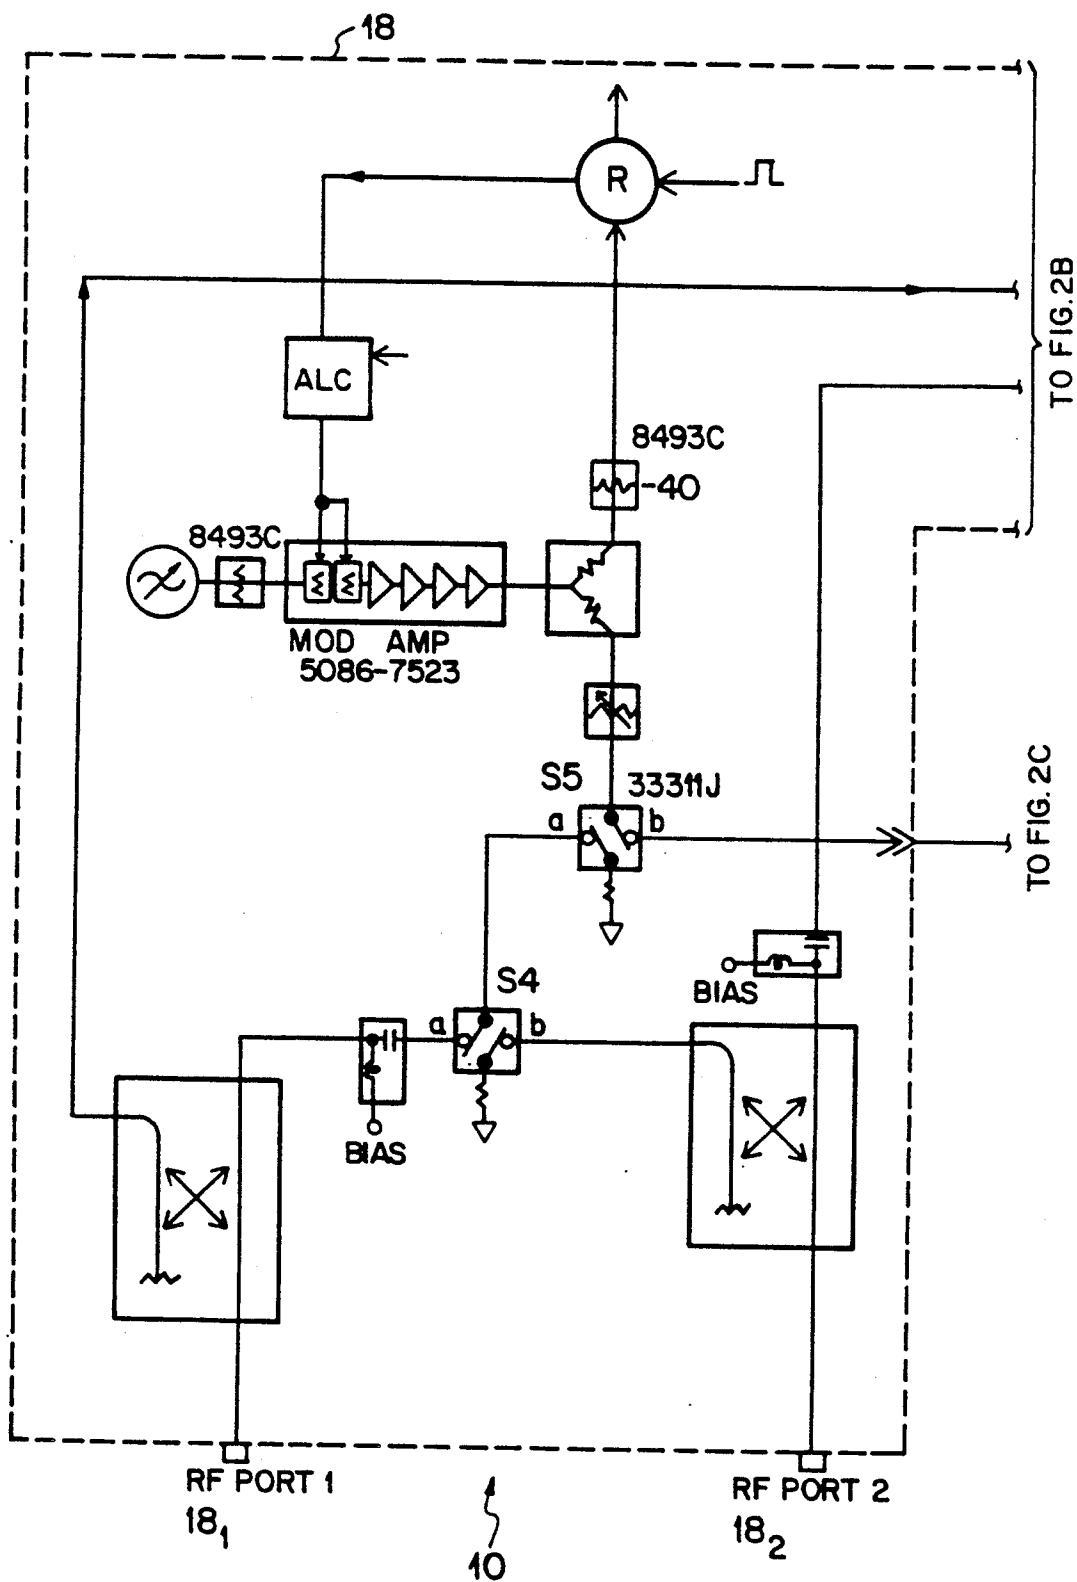 18
R
TO FIG. 2B
ALC
8493C
-40
8493C
MOD AMP
5086-7523
S5
33311J
a
b
TO FIG. 2C
S4
BIAS
a
b
BIAS
RF PORT 1
18₁
RF PORT 2
18₂
10